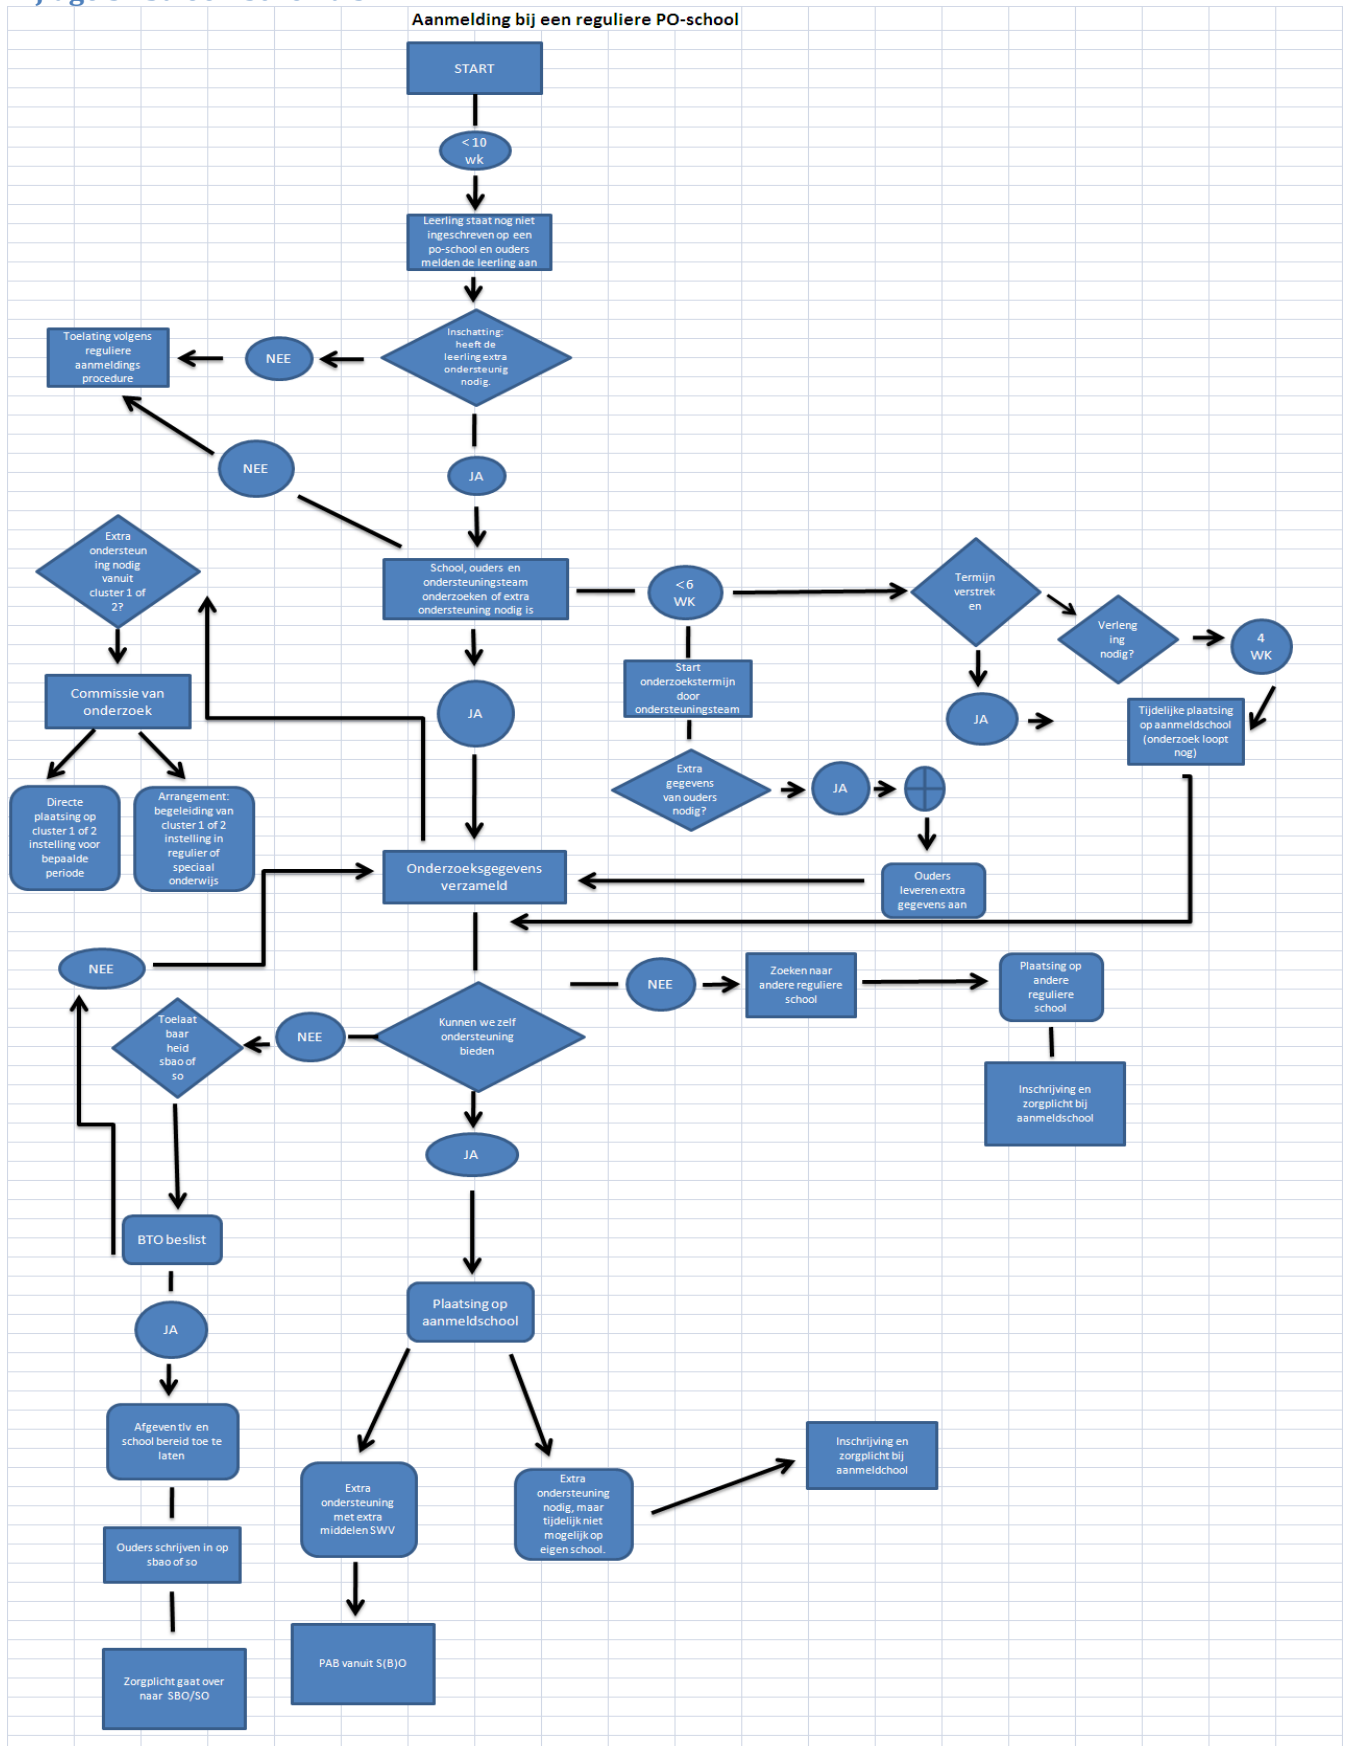 Aanmelding bij een reguliere PO-school
START
< 10
wk
Leerling staat nog niet
ingeschreven op een
po-school en ouders
melden de leerling aan
Inschatting:
heeft de
leerling extra
ondersteunig
nodig.
NEE
Toelating volgens
reguliere
aanmeldings
procedure
NEE
JA
Extra
ondersteun
ing nodig
vanuit
cluster 1 of
2?
School, ouders en
ondersteuningsteam
onderzoeken of extra
ondersteuning nodig is
< 6
WK
Termijn
verstrek
en
Verleng
ing
nodig?
4
WK
Commissie van
onderzoek
JA
Start
onderzoekstermijn
door
ondersteuningsteam
JA
Tijdelijke plaatsing
op aanmeldschool
(onderzoek loopt
nog)
Directe
plaatsing op
cluster 1 of 2
instelling voor
bepaalde
periode
Arrangement:
begeleiding van
cluster 1 of 2
instelling in
regulier of
speciaal
onderwijs
Extra
gegevens
van ouders
nodig?
JA
Onderzoeksgegevens
verzameld
Ouders
leveren extra
gegevens aan
NEE
NEE
Zoeken naar
andere reguliere
school
Plaatsing op
andere
reguliere
school
Toelaat
baar
heid
sbao of
so
NEE
Kunnen we zelf
ondersteuning
bieden
Inschrijving en
zorgplicht bij
aanmeldschool
JA
BTO beslist
JA
Plaatsing op
aanmeldschool
Afgeven tlv en
school bereid toe te
laten
Extra
ondersteuning
met extra
middelen SWV
Extra
ondersteuning
nodig, maar
tijdelijk niet
mogelijk op
eigen school.
Inschrijving en
zorgplicht bij
aanmeldchool
Ouders schrijven in op
sbao of so
PAB vanuit S(B)O
Zorgplicht gaat over
naar SBO/SO